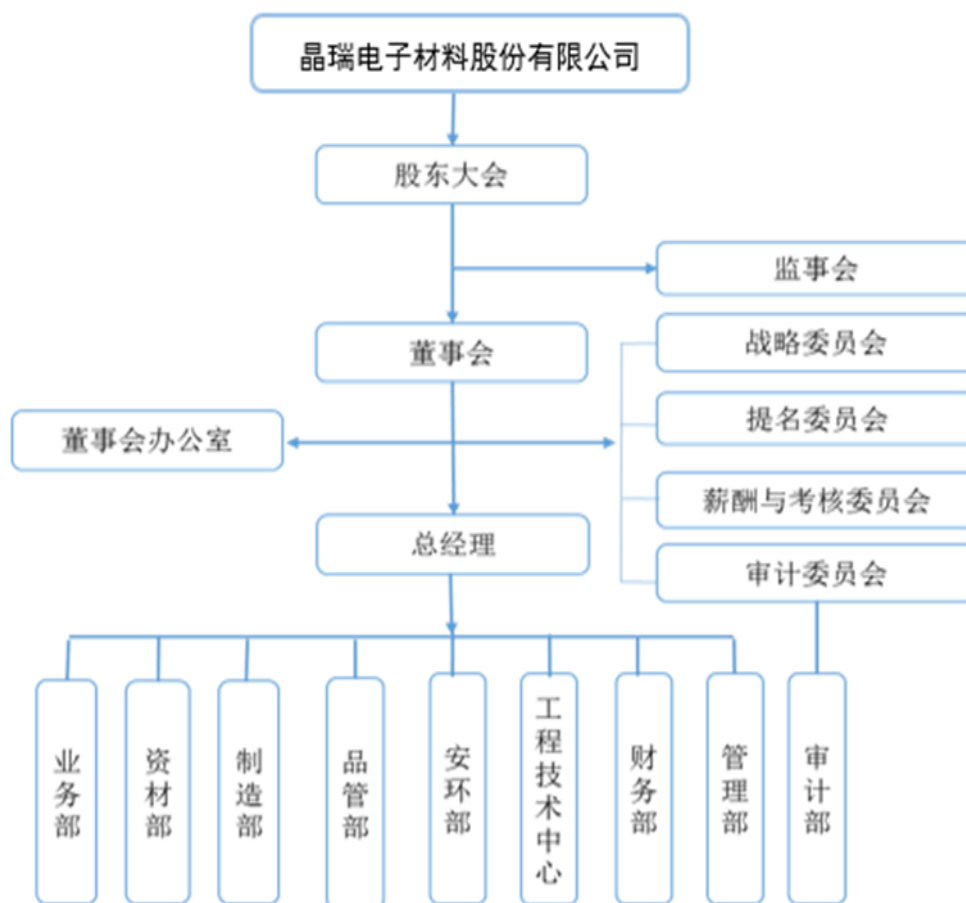 晶瑞电子材料股份有限公司
股东大会
监事会
董事会
战略委员会
提名委员会
董事会办公室
薪酬与考核委员会
总经理
审计委员会
业务部
资材部
制造部
品管部
安环部
工程技术中心
财务部
管理部
审计部